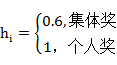 hᵢ = {0.6, 集体奖
1，个人奖